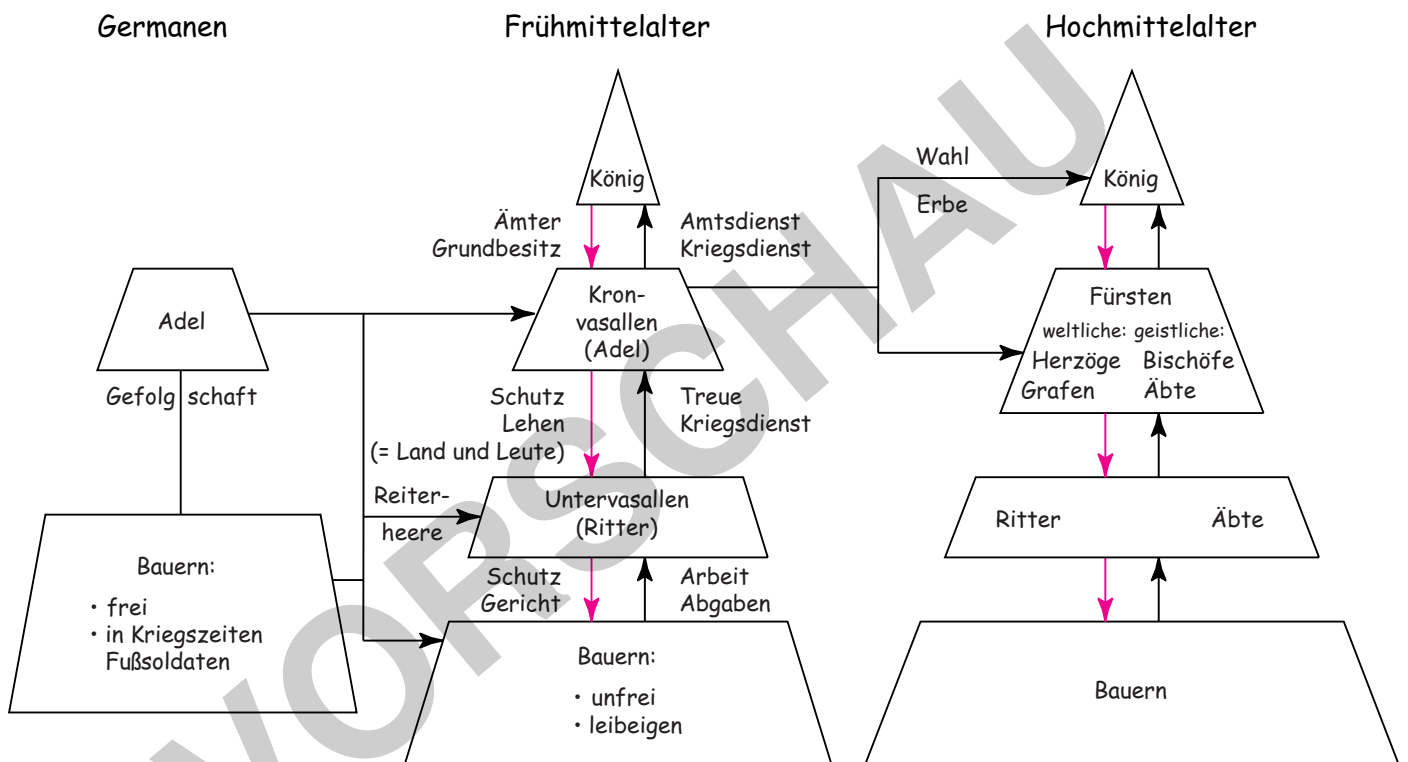 Germanen
Frühmittelalter
Hochmittelalter
Adel
Gefolg schaft
Bauern:
• frei
• in Kriegszeiten
Fußsoldaten
König
Ämter
Grundbesitz
Amtsdienst
Kriegsdienst
Kron-
vasallen
(Adel)
Schutz
Lehen
(= Land und Leute)
Treue
Kriegsdienst
Reiter-
heere
Untervasallen
(Ritter)
Schutz
Gericht
Arbeit
Abgaben
Bauern:
• unfrei
• leibeigen
Wahl
Erbe
König
Fürsten
weltliche: geistliche:
Herzöge Bischöfe
Grafen Äbte
Ritter Äbte
Bauern
VORSCHAU